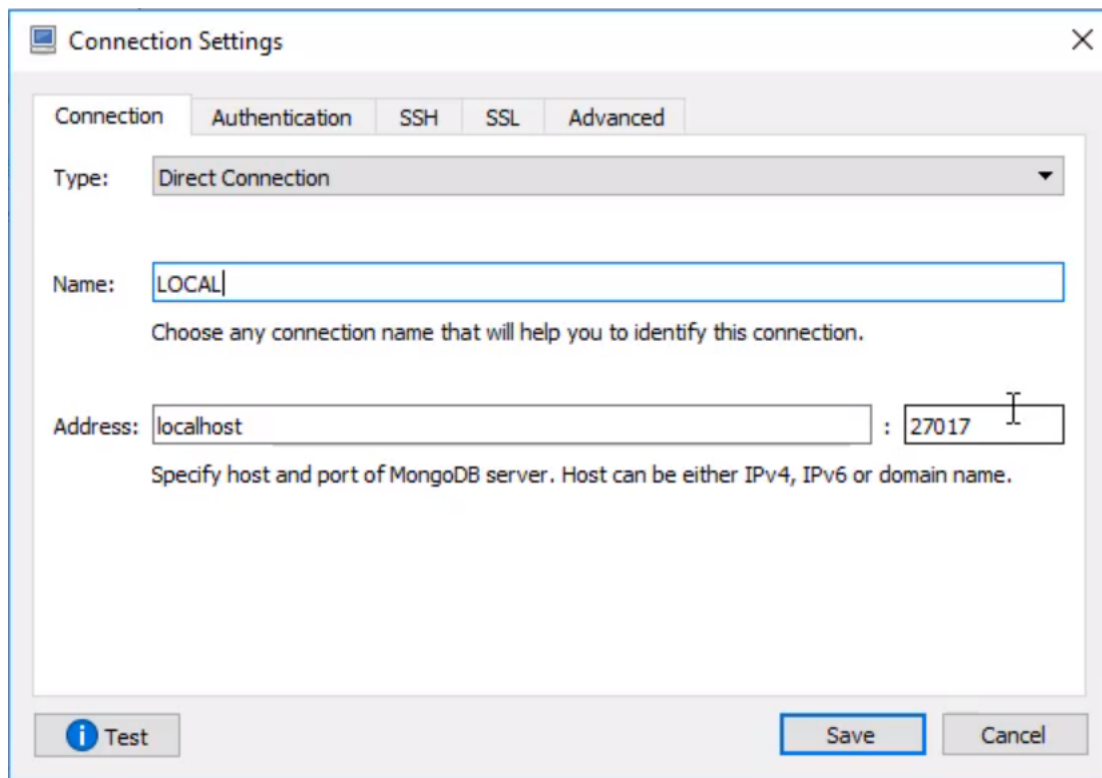 Connection Settings
Connection Authentication SSH SSL Advanced
Type: Direct Connection
Name: LOCAL
Choose any connection name that will help you to identify this connection.
Address: localhost : 27017
Specify host and port of MongoDB server. Host can be either IPv4, IPv6 or domain name.
i Test Save Cancel